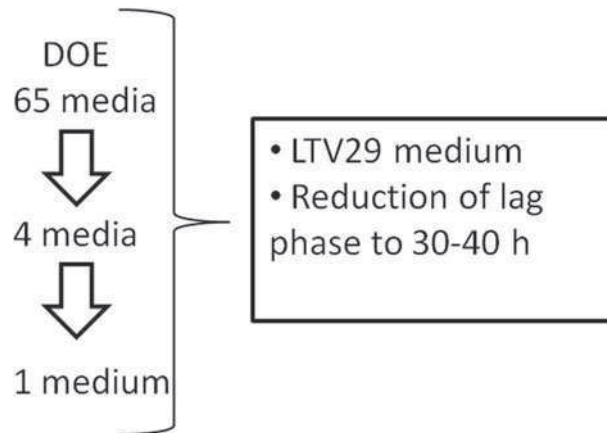 DOE
65 media
4 media
1 medium
• LTV29 medium
• Reduction of lag
phase to 30-40 h